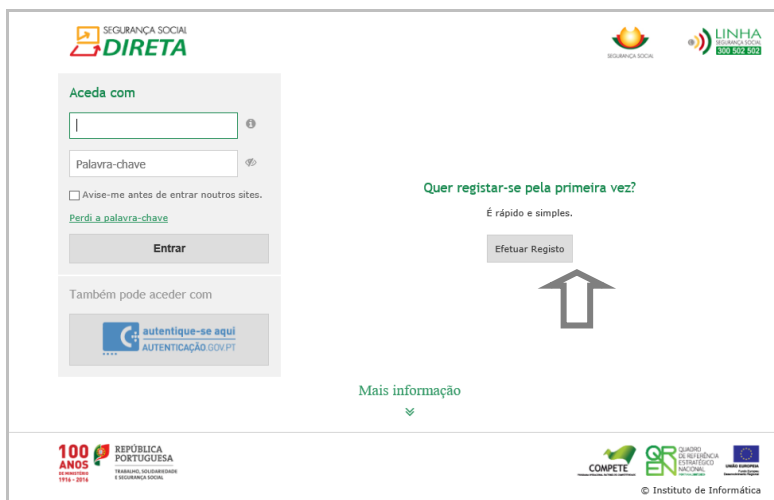 SEGURANÇA SOCIAL
DIRETA
SEGURANÇA SOCIAL
LINHA
SEGURANÇA SOCIAL
300 502 502
Aceda com
Palavra-chave
Avise-me antes de entrar noutros sites.
Perdi a palavra-chave
Entrar
Quer registar-se pela primeira vez?
É rápido e simples.
Efetuar Registo
Também pode aceder com
autentique-se aqui
AUTENTICAÇÃO.GOV.PT
Mais informação
100
ANOS
DE MINISTÉRIO
1916 - 2016
REPÚBLICA
PORTUGUESA
TRABALHO, SOLIDARIEDADE
E SEGURANÇA SOCIAL
COMPETE
QREN
QUADRO
DE REFERÊNCIA
ESTRATÉGICO
NACIONAL
UNIÃO EUROPEIA
© Instituto de Informática